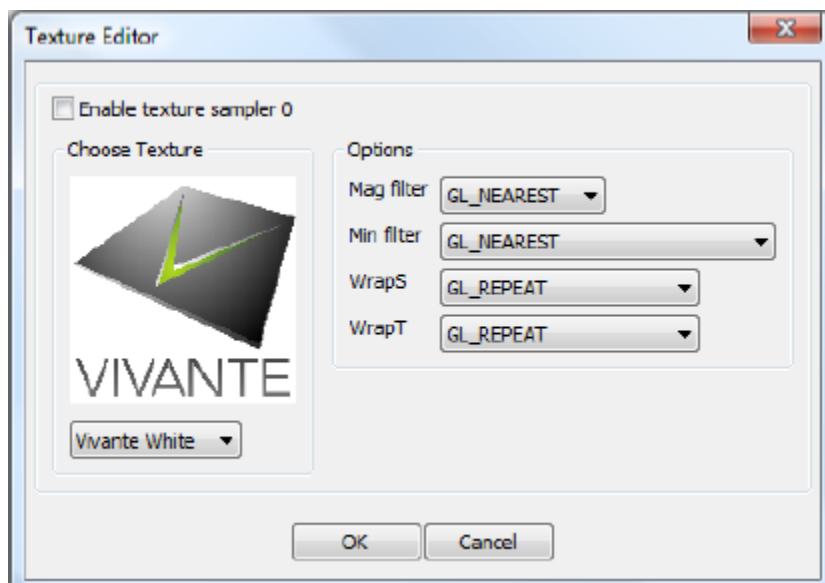 Texture Editor
Enable texture sampler 0
Choose Texture
VIVANTE
Vivante White
Options
Mag filter GL_NEAREST
Min filter GL_NEAREST
WrapS GL_REPEAT
WrapT GL_REPEAT
OK Cancel